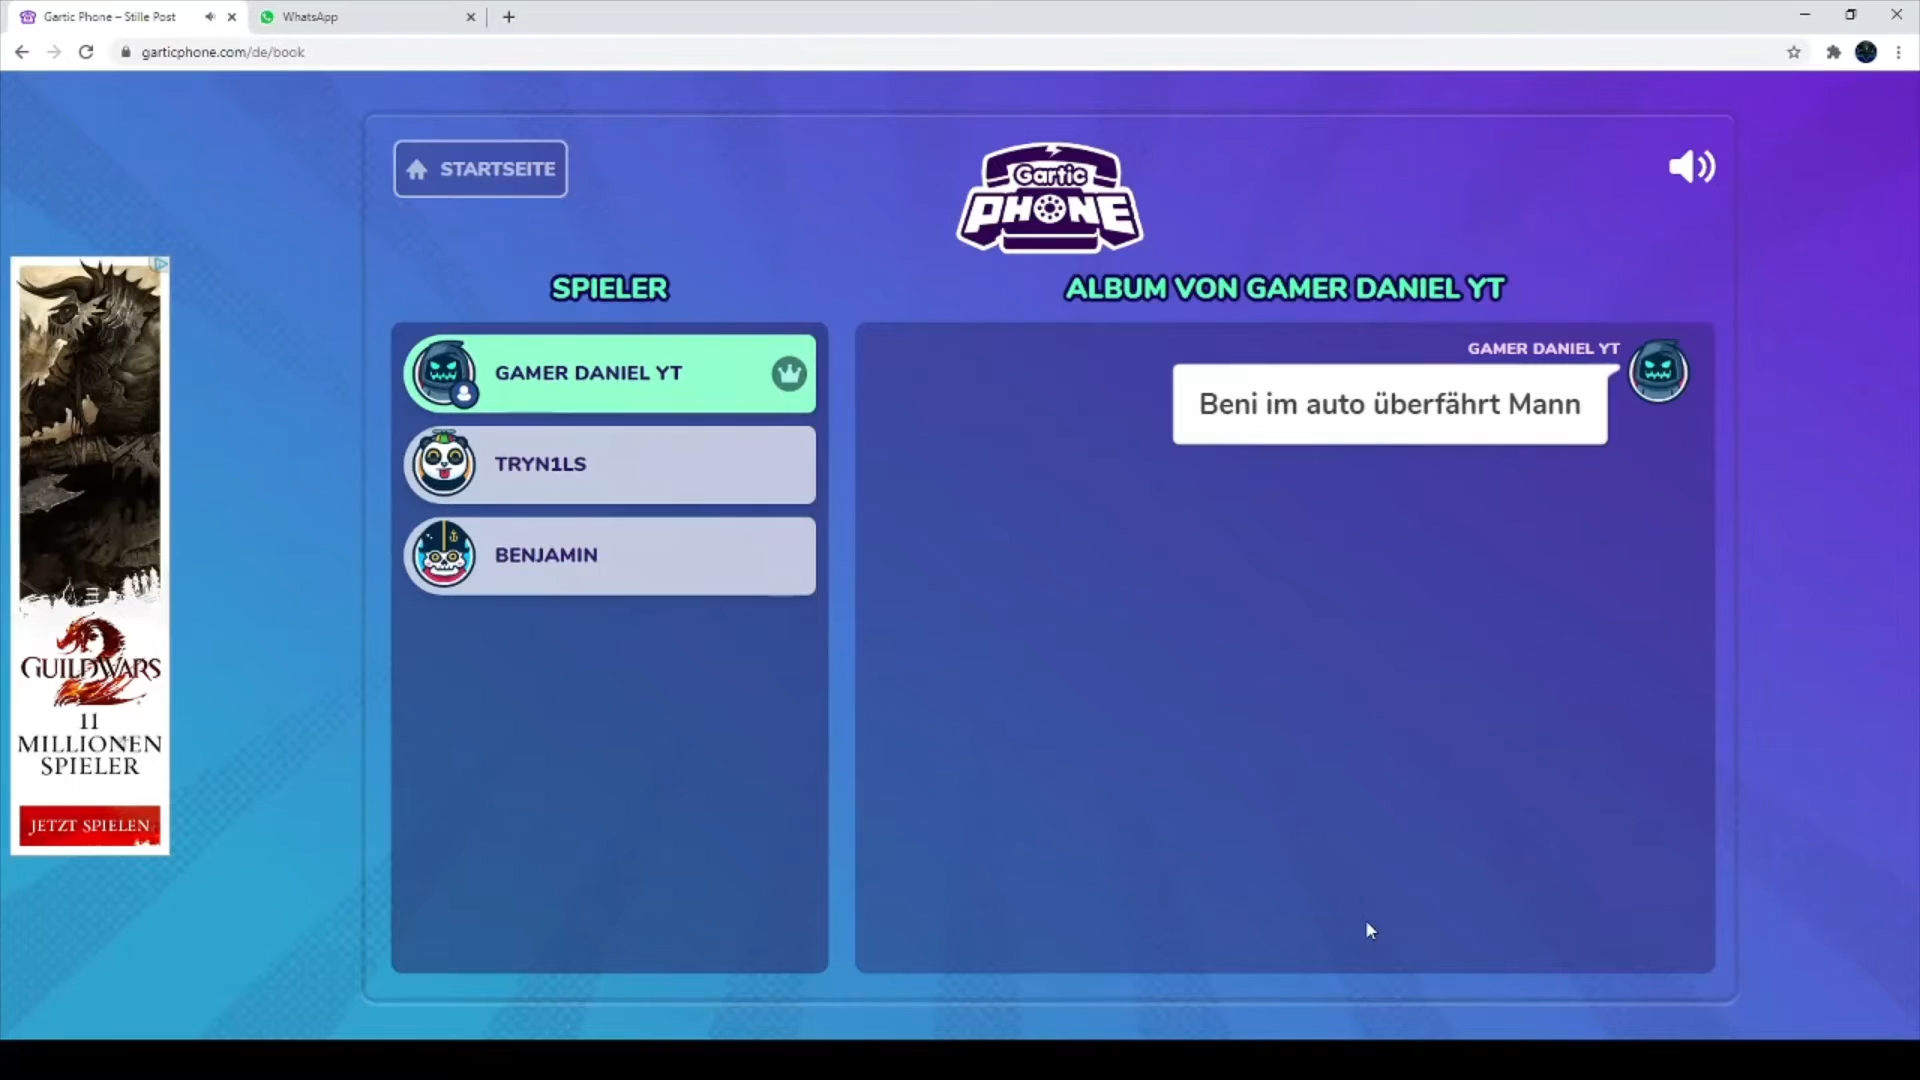 Gartic Phone – Stille Post
WhatsApp
garticphone.com/de/book
STARTSEITE
Gartic
PHONE
SPIELER
ALBUM VON GAMER DANIEL YT
GAMER DANIEL YT
TRYN1LS
BENJAMIN
GAMER DANIEL YT
Beni im auto überfährt Mann
GUILD WARS
2
11
MILLIONEN
SPIELER
JETZT SPIELEN